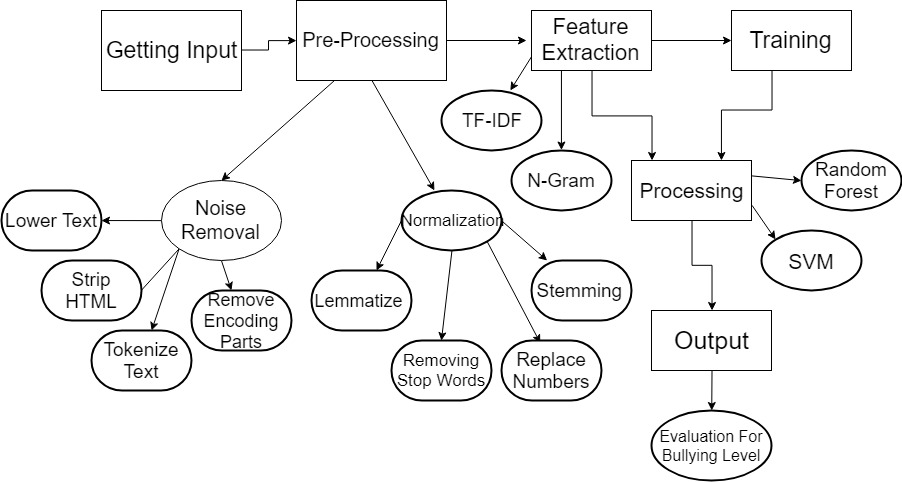 Getting Input
Pre-Processing
Feature
Extraction
Training
TF-IDF
N-Gram
Processing
Random
Forest
SVM
Noise
Removal
Lower Text
Strip
HTML
Tokenize
Text
Remove
Encoding
Parts
Normalization
Lemmatize
Removing
Stop Words
Replace
Numbers
Stemming
Output
Evaluation For
Bullying Level